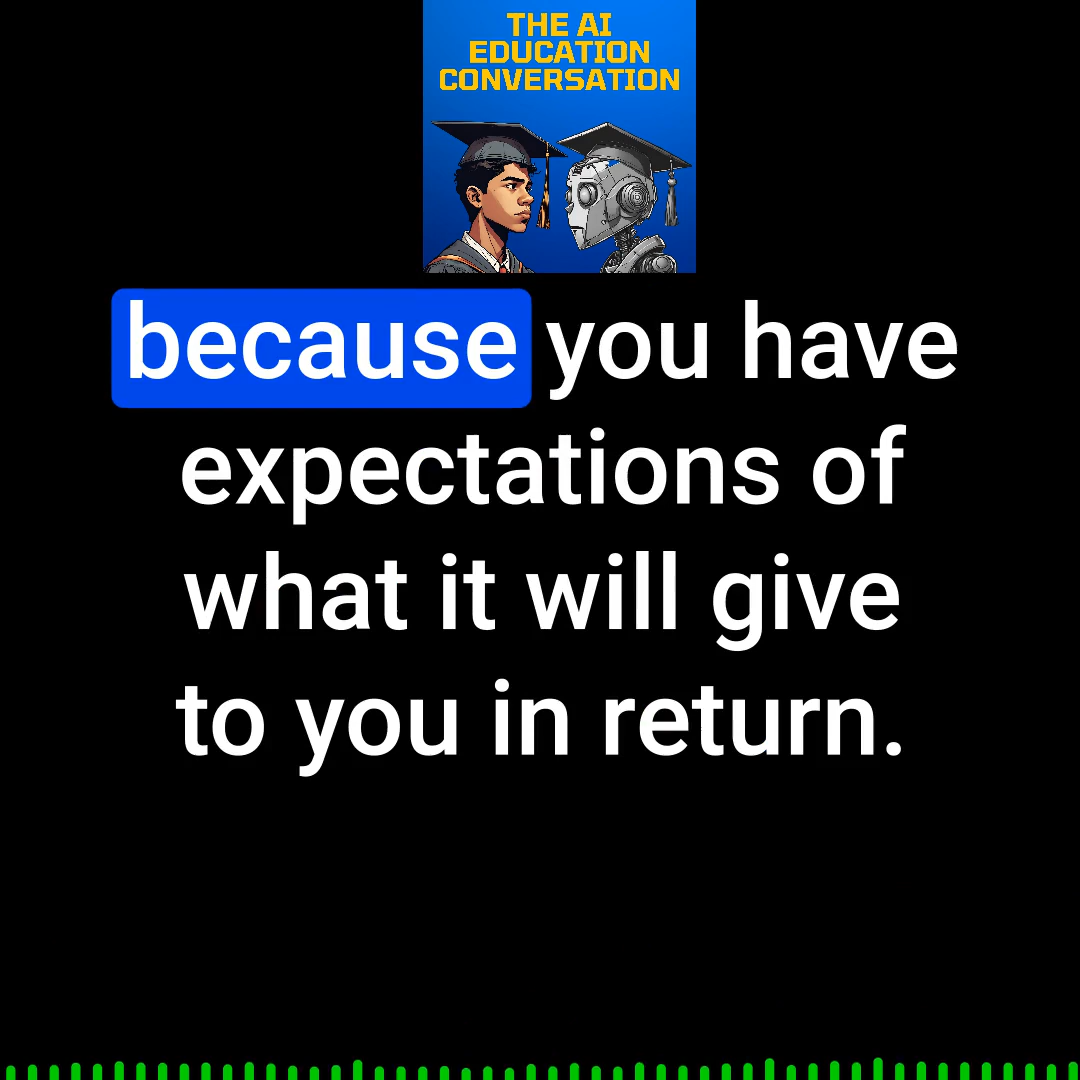 THE AI
EDUCATION
CONVERSATION
because you have
expectations of
what it will give
to you in return.